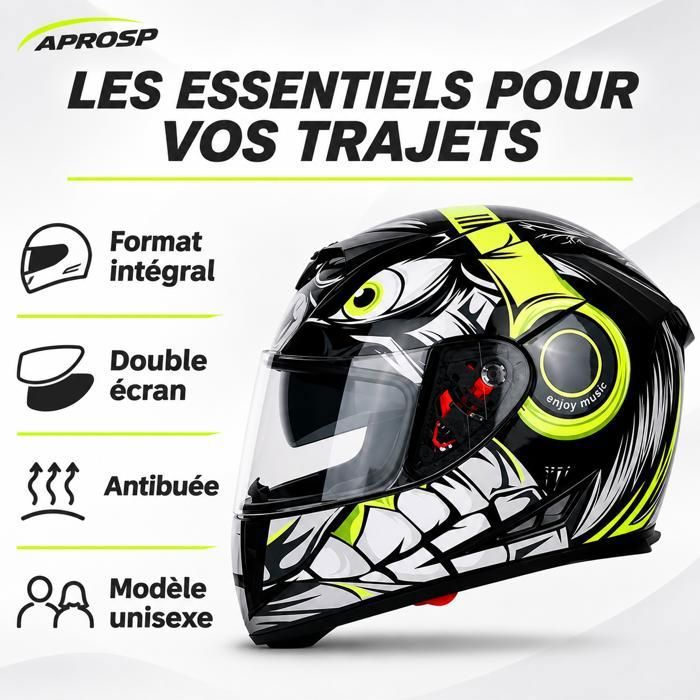 APROSP
LES ESSENTIELS POUR
VOS TRAJETS
Format
intégral
Double
écran
Antibuée
Modèle
unisexe
enjoy music